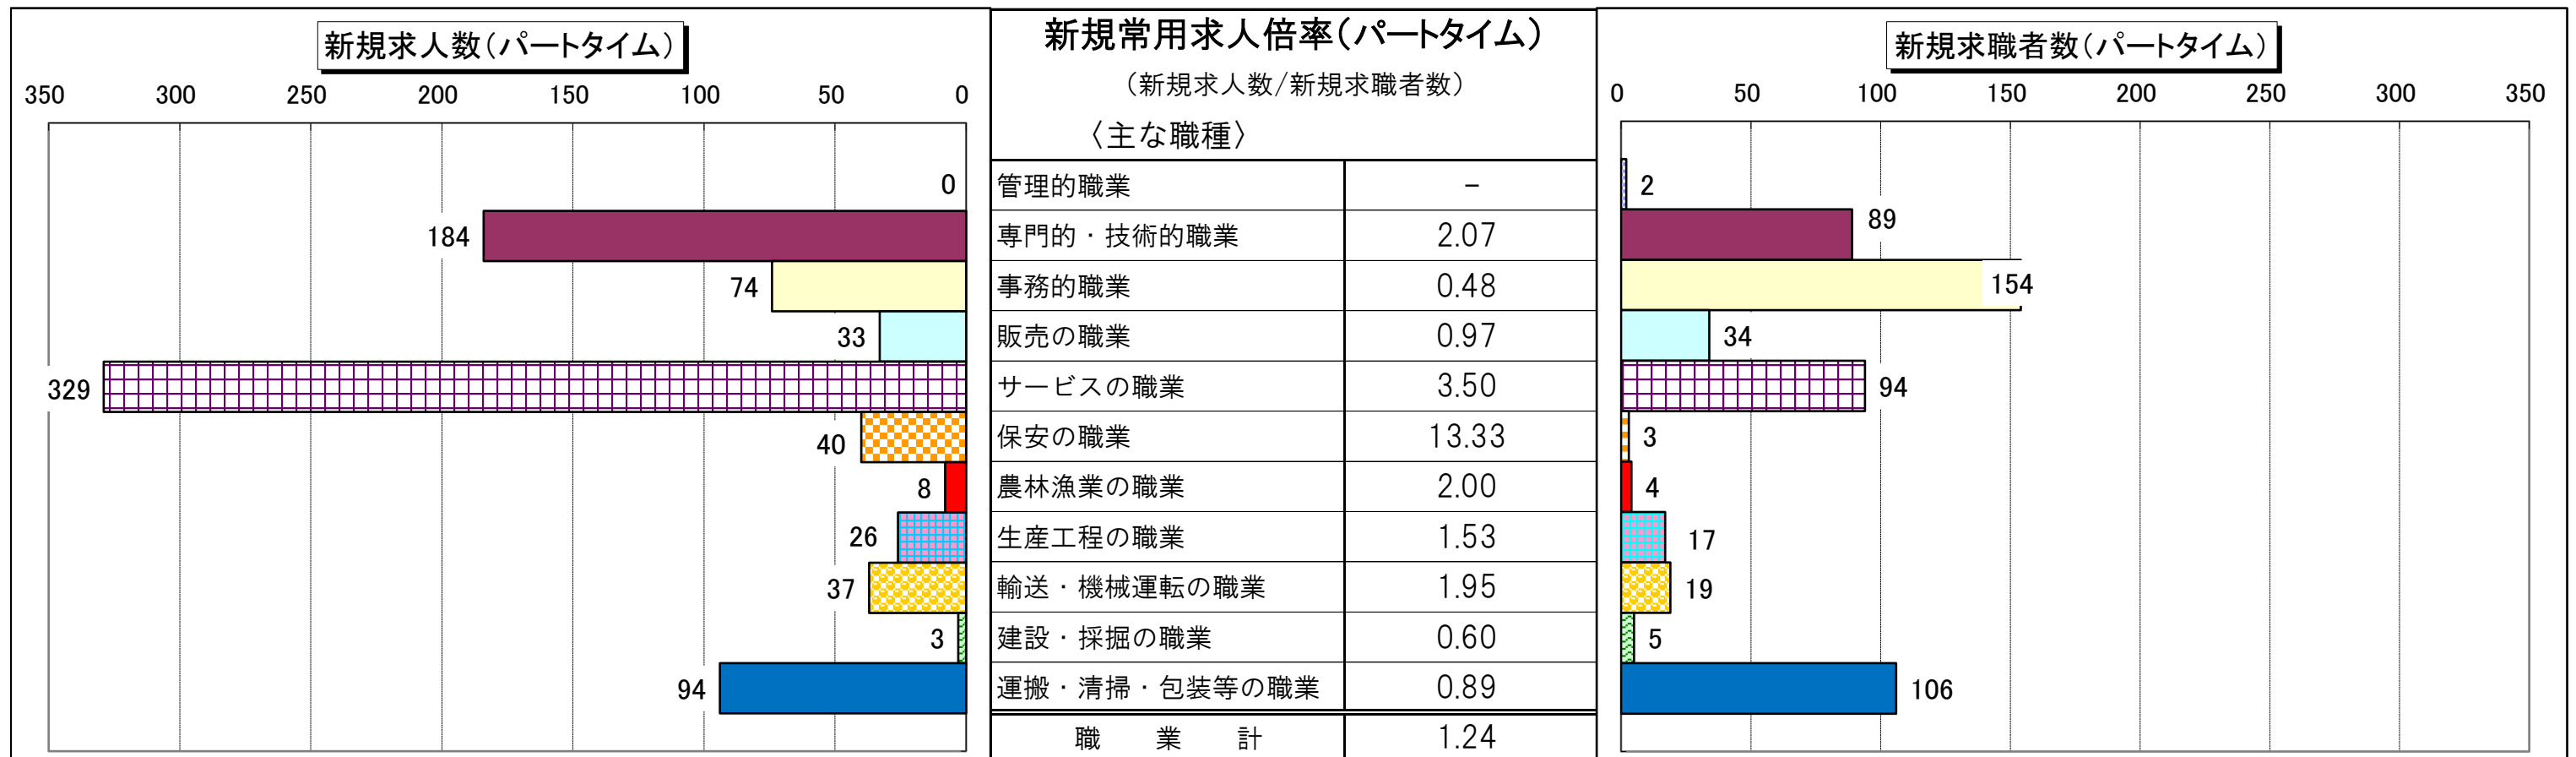 新規求人数(パートタイム)
350 300 250 200 150 100 50 0
0
184
74
33
329
40
8
26
37
3
94
新規常用求人倍率(パートタイム)
(新規求人数/新規求職者数)
〈主な職種〉
管理的職業 −
専門的・技術的職業 2.07
事務的職業 0.48
販売の職業 0.97
サービスの職業 3.50
保安の職業 13.33
農林漁業の職業 2.00
生産工程の職業 1.53
輸送・機械運転の職業 1.95
建設・採掘の職業 0.60
運搬・清掃・包装等の職業 0.89
職 業 計 1.24
新規求職者数(パートタイム)
0 50 100 150 200 250 300 350
2
89
154
34
94
3
4
17
19
5
106